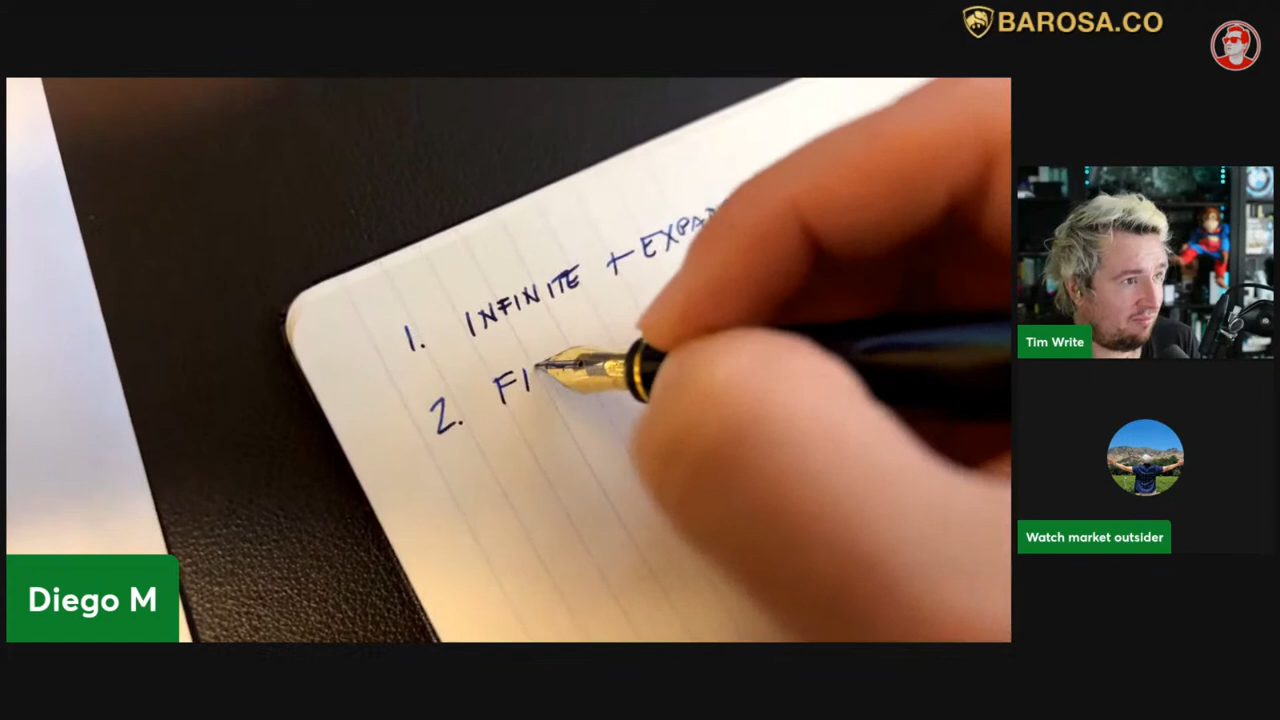 BAROSA.CO
1. INFINITE + EXPA
2. FI
Diego M
Tim Write
Watch market outsider